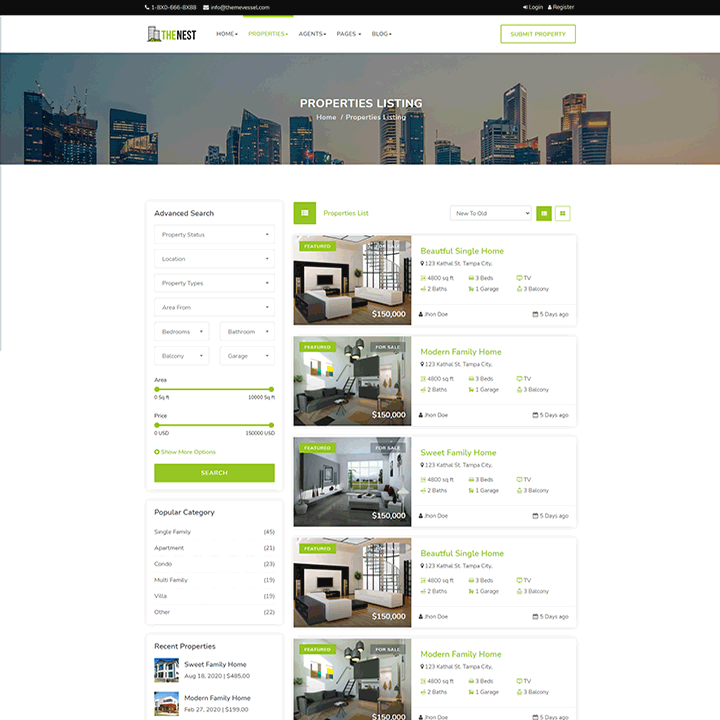 1-8X0-666-8X88 info@themevessel.com Login Register
THENEST HOME PROPERTIES AGENTS PAGES BLOG SUBMIT PROPERTY
PROPERTIES LISTING
Home / Properties Listing
Advanced Search
Property Status
Location
Property Types
Area From
Bedrooms Bathroom
Balcony Garage
Area
0 Sq ft 10000 Sq ft
Price
0 USD 150000 USD
Show More Options
SEARCH
Popular Category
Single Family (45)
Apartment (21)
Condo (23)
Multi Family (19)
Villa (19)
Other (22)
Recent Properties
Sweet Family Home
Aug 18, 2020 | $485,00
Modern Family Home
Feb 27, 2020 | $199,00
Properties List New To Old
FEATURED FOR SALE
$150,000
Beautful Single Home
123 Kathal St. Tampa City,
4800 sq ft 3 Beds TV
2 Baths 1 Garage 3 Balcony
Jhon Doe 5 Days ago
FEATURED FOR SALE
$150,000
Modern Family Home
123 Kathal St. Tampa City,
4800 sq ft 3 Beds TV
2 Baths 1 Garage 3 Balcony
Jhon Doe 5 Days ago
FEATURED FOR SALE
$150,000
Sweet Family Home
123 Kathal St. Tampa City,
4800 sq ft 3 Beds TV
2 Baths 1 Garage 3 Balcony
Jhon Doe 5 Days ago
FEATURED FOR SALE
$150,000
Beautful Single Home
123 Kathal St. Tampa City,
4800 sq ft 3 Beds TV
2 Baths 1 Garage 3 Balcony
Jhon Doe 5 Days ago
FEATURED FOR SALE
$150,000
Modern Family Home
123 Kathal St. Tampa City,
4800 sq ft 3 Beds TV
2 Baths 1 Garage 3 Balcony
Jhon Doe 5 Days ago